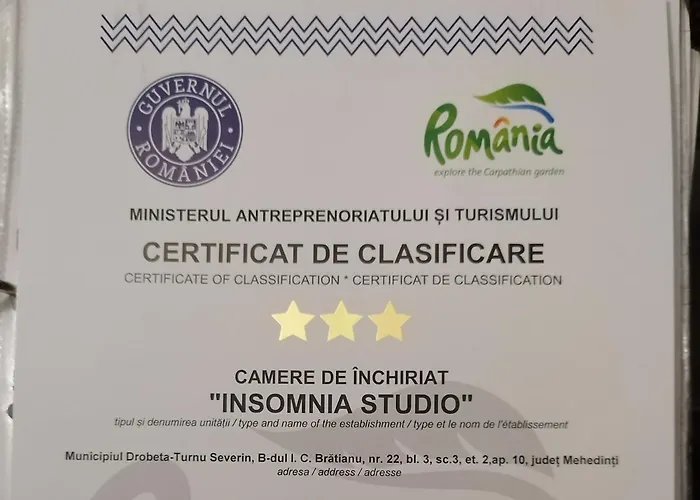 GUVERNUL
ROMÂNIEI
România
explore the Carpathian garden
MINISTERUL ANTREPRENORIATULUI ȘI TURISMULUI
CERTIFICAT DE CLASIFICARE
CERTIFICATE OF CLASSIFICATION * CERTIFICAT DE CLASSIFICATION
CAMERE DE ÎNCHIRIAT
"INSOMNIA STUDIO"
tipul și denumirea unității / type and name of the establishment / type et le nom de l'établissement
Municipiul Drobeta-Turnu Severin, B-dul I. C. Brătianu, nr. 22, bl. 3, sc.3, et. 2,ap. 10, județ Mehedinți
adresa / address / adresse